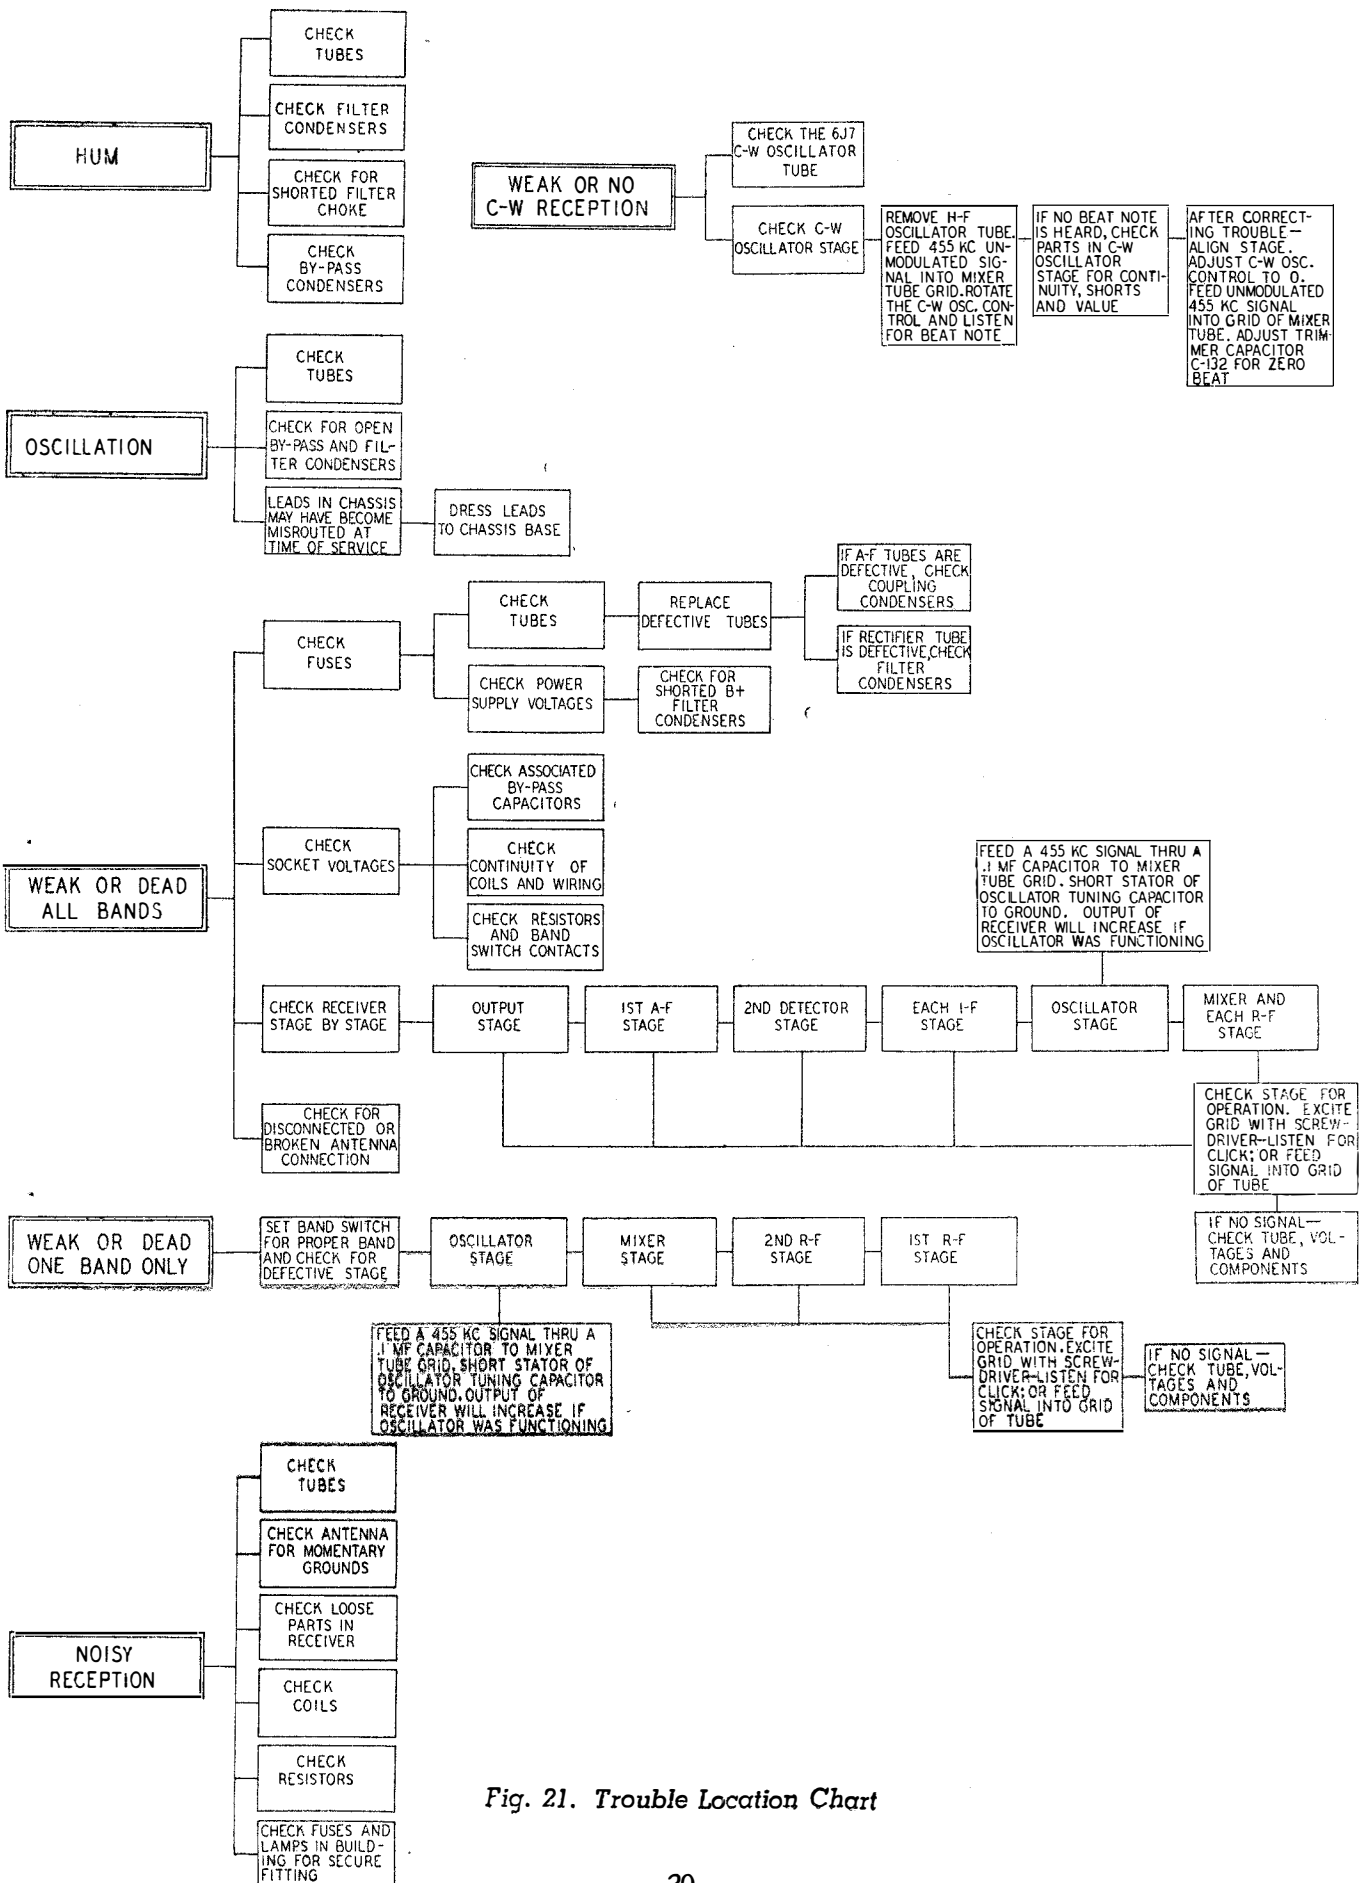 HUM
CHECK
TUBES
CHECK FILTER
CONDENSERS
CHECK FOR
SHORTED FILTER
CHOKE
CHECK
BY-PASS
CONDENSERS
WEAK OR NO
C-W RECEPTION
CHECK THE 6J7
C-W OSCILLATOR
TUBE
CHECK C-W
OSCILLATOR STAGE
REMOVE H-F
OSCILLATOR TUBE.
FEED 455 KC UN-
MODULATED SIG-
NAL INTO MIXER
TUBE GRID. ROTATE
THE C-W OSC. CON-
TROL AND LISTEN
FOR BEAT NOTE
IF NO BEAT NOTE
IS HEARD, CHECK
PARTS IN C-W
OSCILLATOR
STAGE FOR CONTI-
NUITY, SHORTS
AND VALUE
AFTER CORRECT-
ING TROUBLE—
ALIGN STAGE.
ADJUST C-W OSC.
CONTROL TO 0.
FEED UNMODULATED
455 KC SIGNAL
INTO GRID OF MIXER
TUBE. ADJUST TRIM-
MER CAPACITOR
C-132 FOR ZERO
BEAT
OSCILLATION
CHECK
TUBES
CHECK FOR OPEN
BY-PASS AND FIL-
TER CONDENSERS
LEADS IN CHASSIS
MAY HAVE BECOME
MISROUTED AT
TIME OF SERVICE
DRESS LEADS
TO CHASSIS BASE
WEAK OR DEAD
ALL BANDS
CHECK
FUSES
CHECK
TUBES
REPLACE
DEFECTIVE TUBES
IF A-F TUBES ARE
DEFECTIVE, CHECK
COUPLING
CONDENSERS
IF RECTIFIER TUBE
IS DEFECTIVE, CHECK
FILTER
CONDENSERS
CHECK POWER
SUPPLY VOLTAGES
CHECK FOR
SHORTED B+
FILTER
CONDENSERS
CHECK
SOCKET VOLTAGES
CHECK ASSOCIATED
BY-PASS
CAPACITORS
CHECK
CONTINUITY OF
COILS AND WIRING
CHECK RESISTORS
AND BAND
SWITCH CONTACTS
FEED A 455 KC SIGNAL THRU A
.1 MF CAPACITOR TO MIXER
TUBE GRID. SHORT STATOR OF
OSCILLATOR TUNING CAPACITOR
TO GROUND. OUTPUT OF
RECEIVER WILL INCREASE IF
OSCILLATOR WAS FUNCTIONING
CHECK RECEIVER
STAGE BY STAGE
OUTPUT
STAGE
1ST A-F
STAGE
2ND DETECTOR
STAGE
EACH I-F
STAGE
OSCILLATOR
STAGE
MIXER AND
EACH R-F
STAGE
CHECK STAGE FOR
OPERATION. EXCITE
GRID WITH SCREW-
DRIVER-LISTEN FOR
CLICK; OR FEED
SIGNAL INTO GRID
OF TUBE
IF NO SIGNAL—
CHECK TUBE, VOL-
TAGES AND
COMPONENTS
CHECK FOR
DISCONNECTED OR
BROKEN ANTENNA
CONNECTION
WEAK OR DEAD
ONE BAND ONLY
SET BAND SWITCH
FOR PROPER BAND
AND CHECK FOR
DEFECTIVE STAGE
OSCILLATOR
STAGE
MIXER
STAGE
2ND R-F
STAGE
1ST R-F
STAGE
FEED A 455 KC SIGNAL THRU A
.1 MF CAPACITOR TO MIXER
TUBE GRID. SHORT STATOR OF
OSCILLATOR TUNING CAPACITOR
TO GROUND. OUTPUT OF
RECEIVER WILL INCREASE IF
OSCILLATOR WAS FUNCTIONING
CHECK STAGE FOR
OPERATION. EXCITE
GRID WITH SCREW-
DRIVER-LISTEN FOR
CLICK; OR FEED
SIGNAL INTO GRID
OF TUBE
IF NO SIGNAL—
CHECK TUBE, VOL-
TAGES AND
COMPONENTS
NOISY
RECEPTION
CHECK
TUBES
CHECK ANTENNA
FOR MOMENTARY
GROUNDS
CHECK LOOSE
PARTS IN
RECEIVER
CHECK
COILS
CHECK
RESISTORS
CHECK FUSES AND
LAMPS IN BUILD-
ING FOR SECURE
FITTING
Fig. 21. Trouble Location Chart